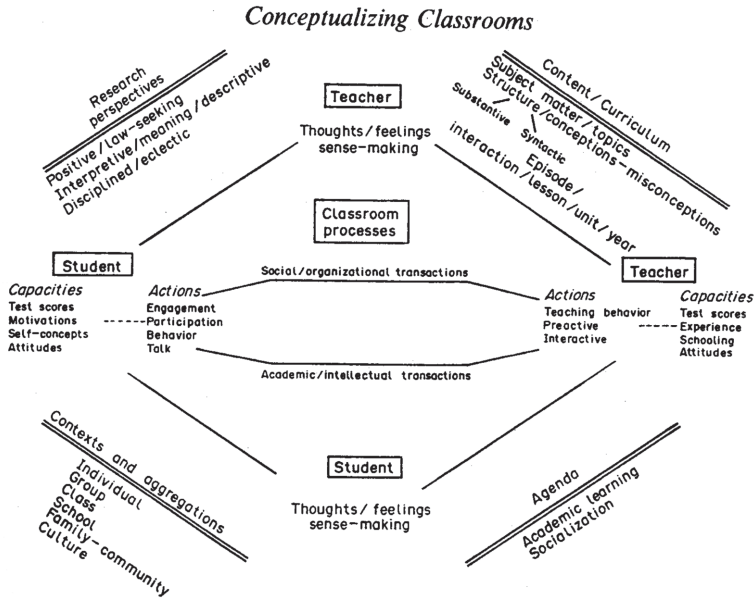 Conceptualizing Classrooms
Research
perspectives
Positive/law-seeking
Interpretive/meaning/descriptive
Disciplined/eclectic
Teacher
Thoughts/feelings
sense-making
Content/Curriculum
Subject matter/topics
Structure/conceptions-misconceptions
Substantive
Syntactic
Episode/
interaction/lesson/unit/year
Classroom
processes
Student
Capacities
Test scores
Motivations
Self-concepts
Attitudes
Actions
Engagement
Participation
Behavior
Talk
Social/organizational transactions
Academic/intellectual transactions
Teacher
Actions
Teaching behavior
Preactive
Interactive
Capacities
Test scores
Experience
Schooling
Attitudes
Contexts and aggregations
Individual
Group
Class
School
Family-community
Culture
Student
Thoughts/feelings
sense-making
Agenda
Academic learning
Socialization